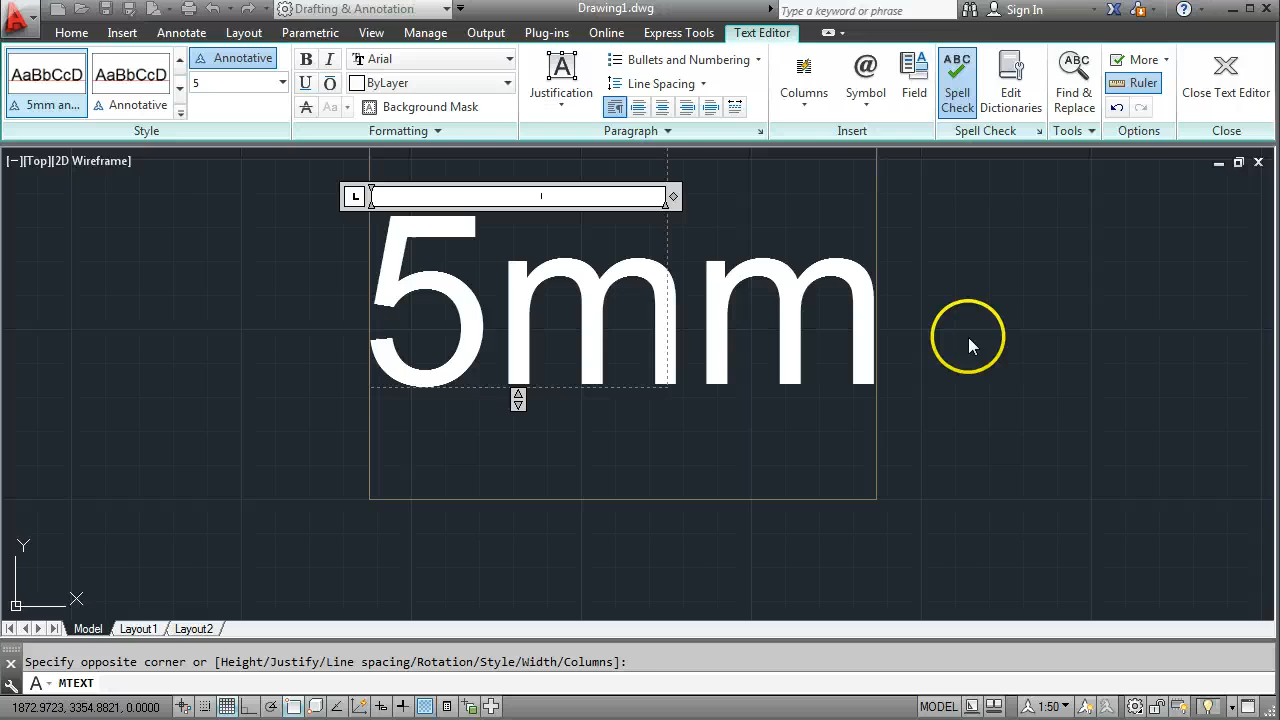 Drafting & Annotation
Drawing1.dwg
Type a keyword or phrase
Sign In
Home
Insert
Annotate
Layout
Parametric
View
Manage
Output
Plug-ins
Online
Express Tools
Text Editor
AaBbCcD
AaBbCcD
5mm an...
Annotative
Annotative
5
Style
B
I
Arial
U
O
ByLayer
A
Aa
Background Mask
Formatting
Justification
Bullets and Numbering
Line Spacing
Paragraph
Columns
Symbol
Field
Insert
ABC
Spell
Check
Edit
Dictionaries
Spell Check
Find &
Replace
Tools
More
Ruler
Options
Close Text Editor
Close
[−][Top][2D Wireframe]
L
5mm
Y
X
Model
Layout1
Layout2
Specify opposite corner or [Height/Justify/Line spacing/Rotation/Style/Width/Columns]:
MTEXT
1872.9723, 3354.8821, 0.0000
MODEL
1:50